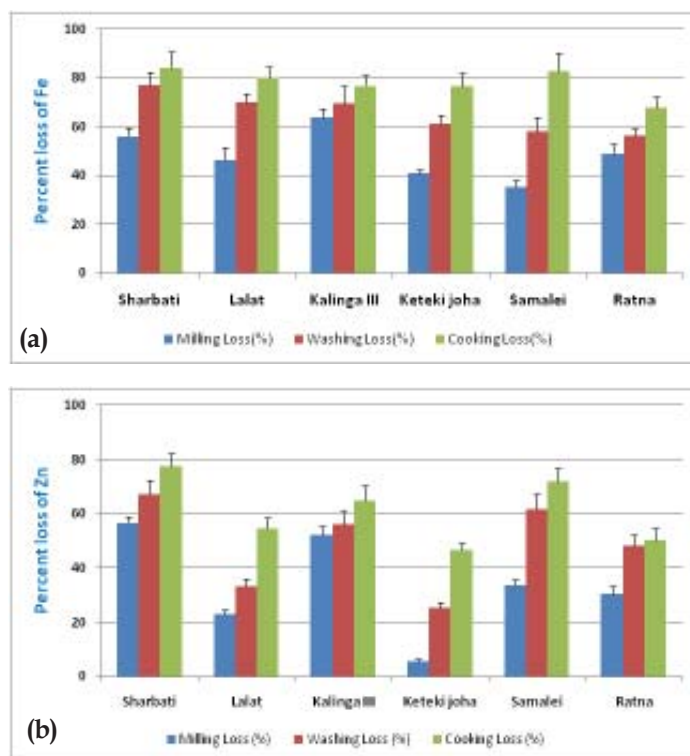 100
80
60
40
20
0
Percent loss of Fe
Sharbati Lalat Kalinga III Keteki joha Samalei Ratna
(a)
Milling Loss(%) Washing Loss(%) Cooking Loss(%)
100
80
60
40
20
0
Percent loss of Zn
Sharbati Lalat Kalinga III Keteki joha Samalei Ratna
(b)
Milling Loss (%) Washing Loss (%) Cooking Loss (%)